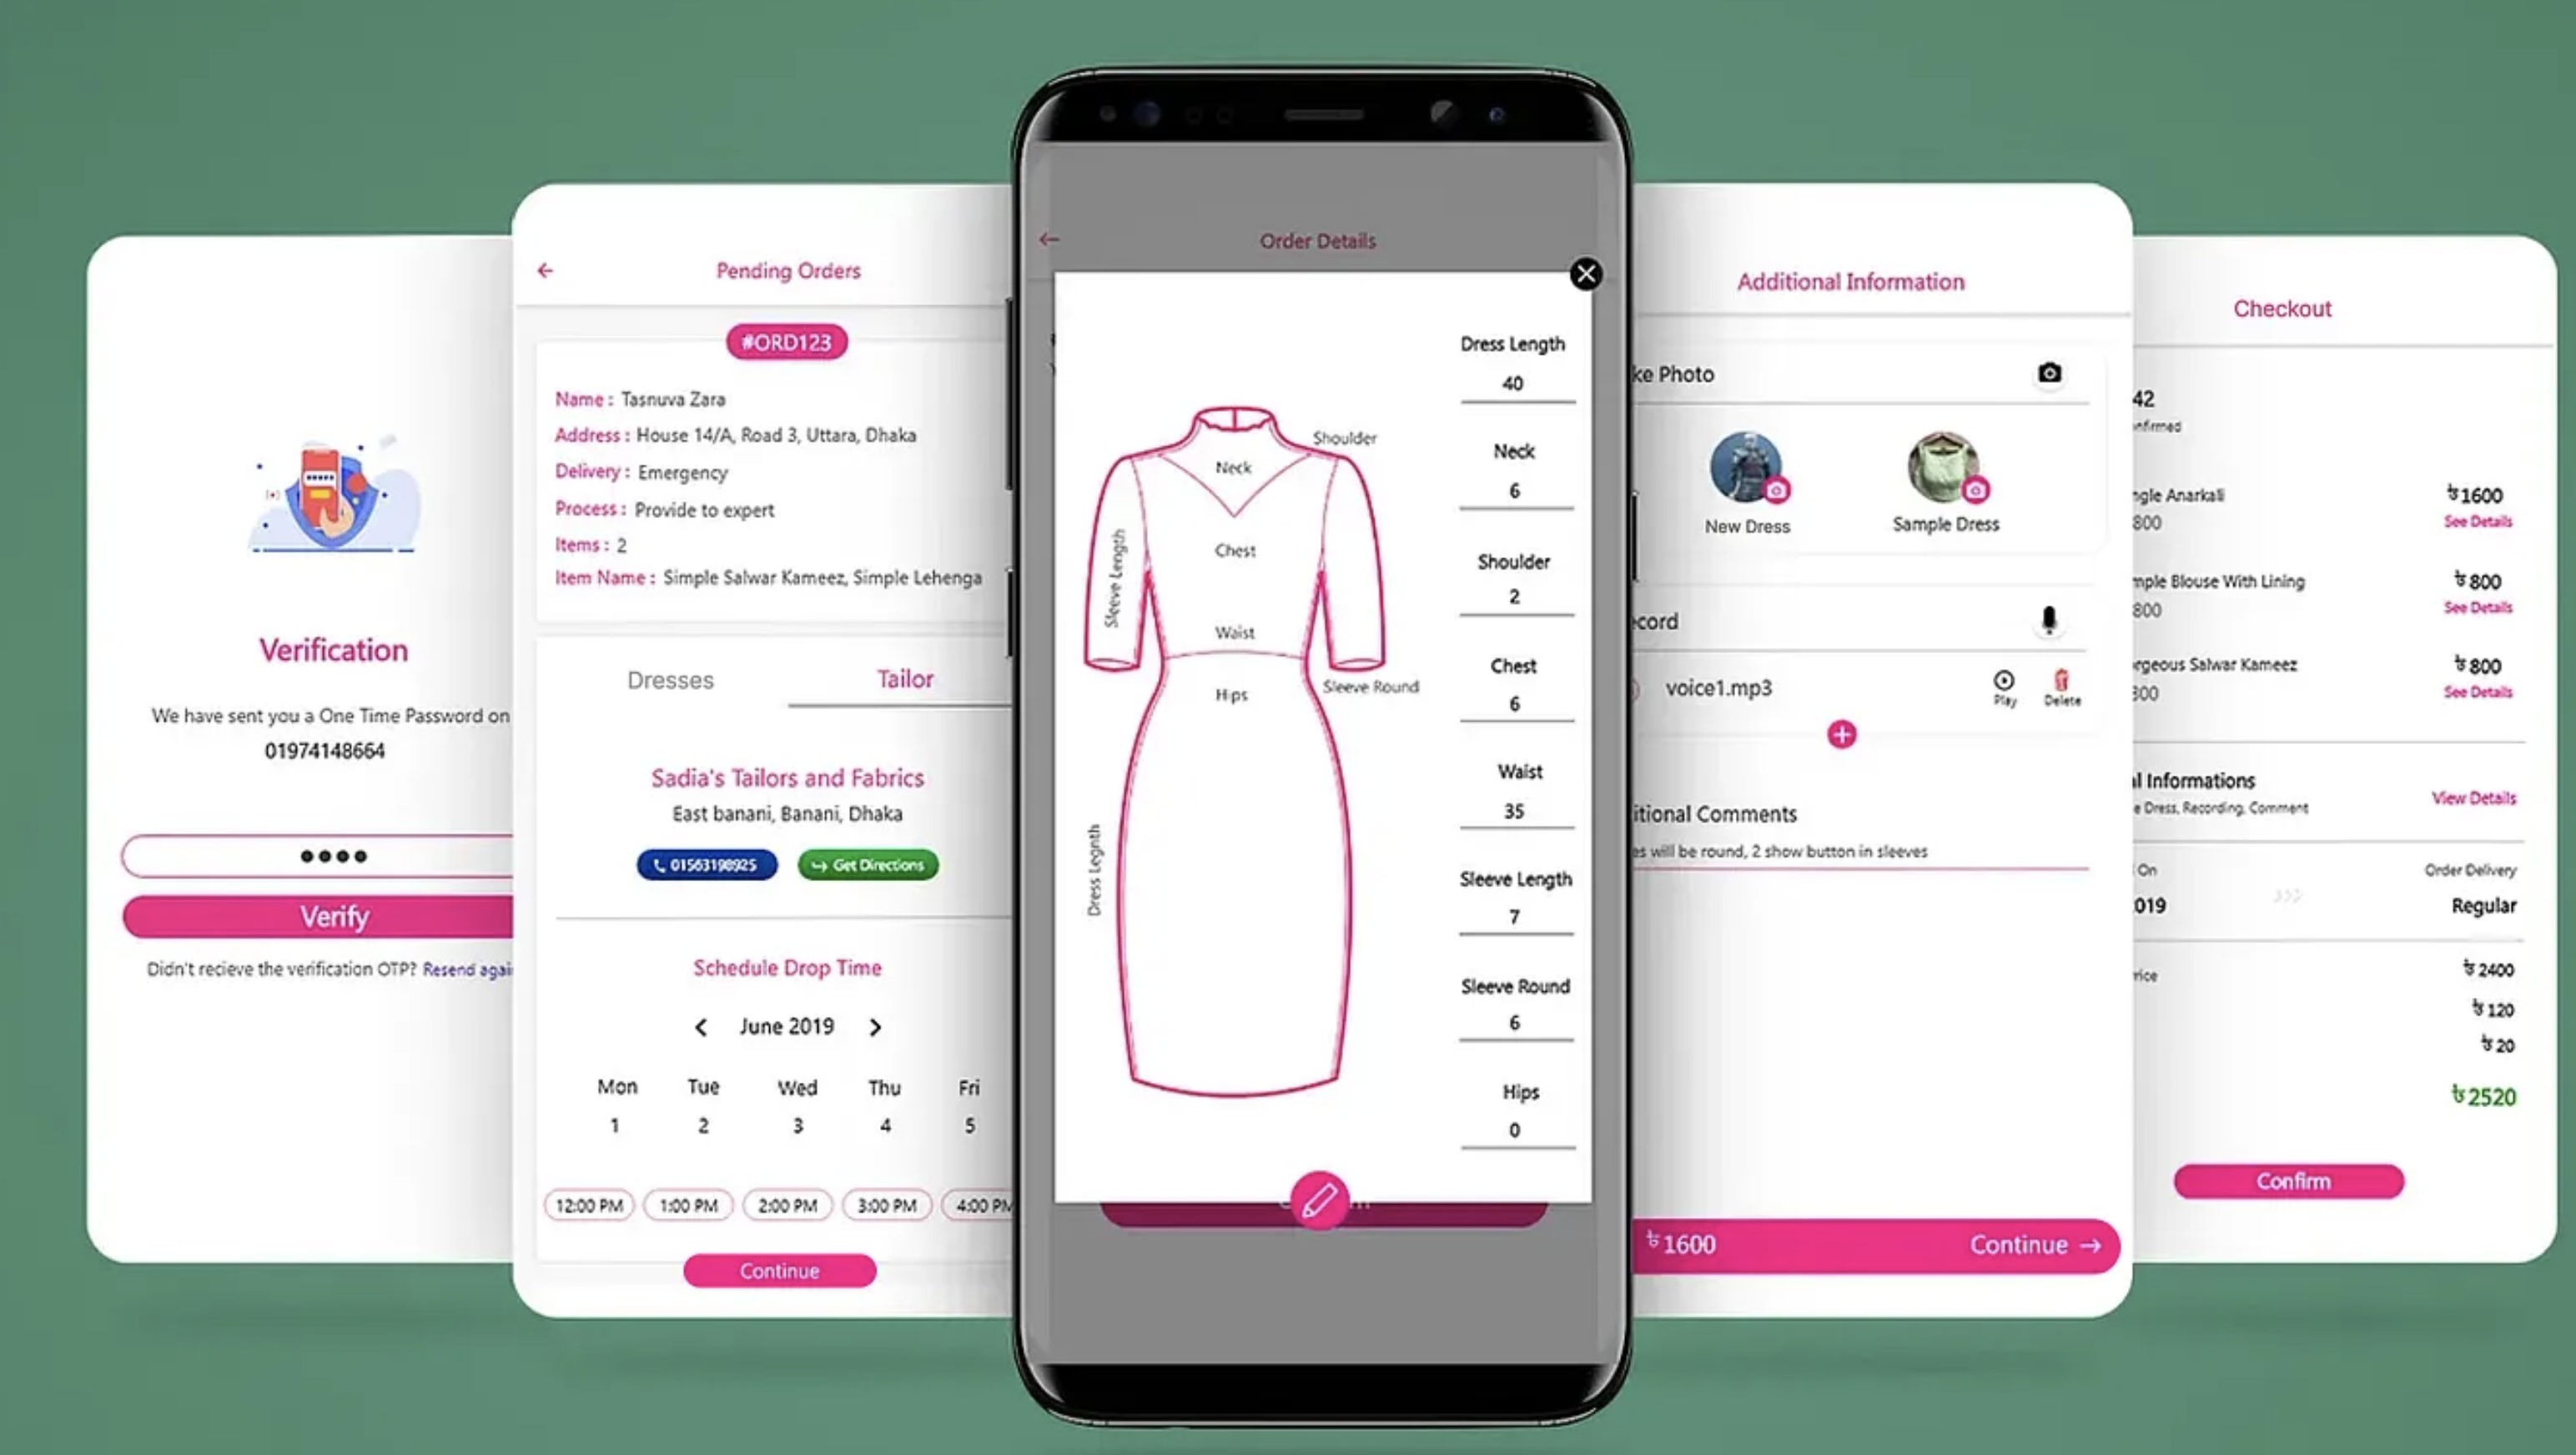 Verification
We have sent you a One Time Password on
01974148664
Verify
Didn't recieve the verification OTP? Resend agai
Pending Orders
#ORD123
Name : Tasnuva Zara
Address : House 14/A, Road 3, Uttara, Dhaka
Delivery : Emergency
Process : Provide to expert
Items : 2
Item Name : Simple Salwar Kameez, Simple Lehenga
Dresses Tailor
Sadia's Tailors and Fabrics
East banani, Banani, Dhaka
01563198925 Get Directions
Schedule Drop Time
June 2019
Mon Tue Wed Thu Fri
1 2 3 4 5
12:00 PM 1:00 PM 2:00 PM 3:00 PM 4:00 PM
Continue
Order Details
Shoulder
Neck
Chest
Sleeve Length
Waist
Hips
Sleeve Round
Dress Legnth
Dress Length
40
Neck
6
Shoulder
2
Chest
6
Waist
35
Sleeve Length
7
Sleeve Round
6
Hips
0
Additional Information
ke Photo
New Dress Sample Dress
cord
voice1.mp3
Play Delete
itional Comments
es will be round, 2 show button in sleeves
৳1600 Continue →
Checkout
42
nfirmed
ngle Anarkali ৳1600
800 See Details
mple Blouse With Lining ৳800
800 See Details
rgeous Salwar Kameez ৳800
800 See Details
l Informations
e Dress, Recording, Comment View Details
On Order Delivery
2019 Regular
rice ৳2400
৳120
৳20
৳2520
Confirm